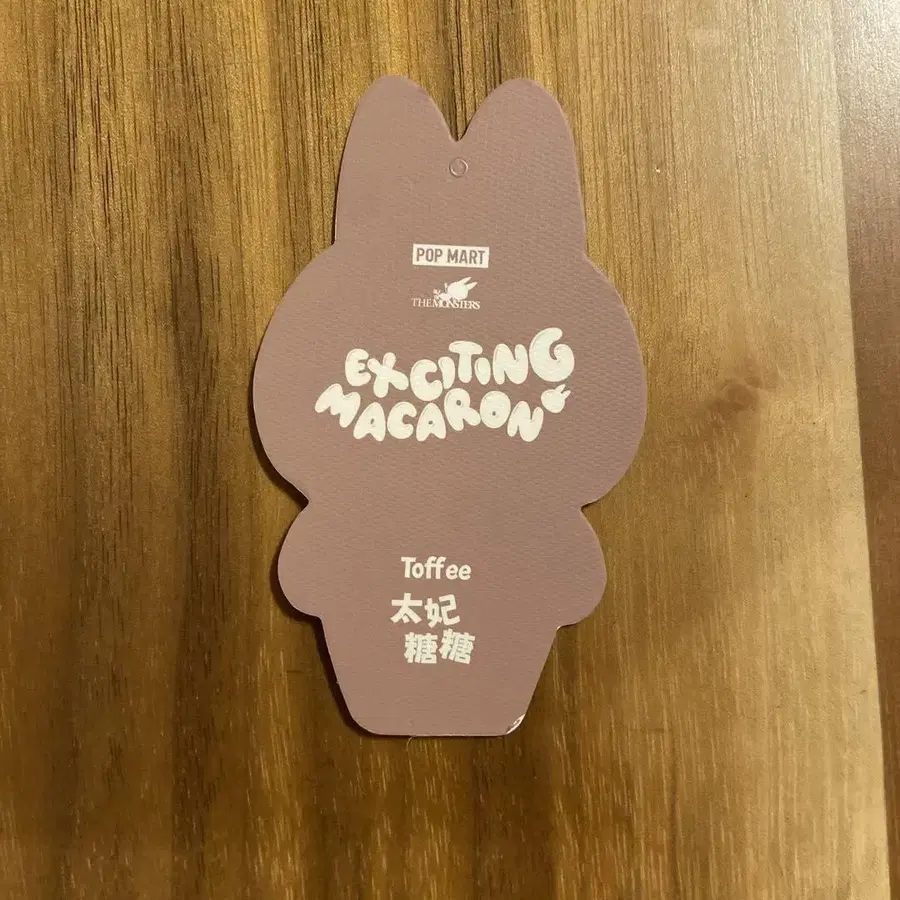 POP MART
THE MONSTERS
EXCITING
MACARON
Toffee
太妃
糖糖